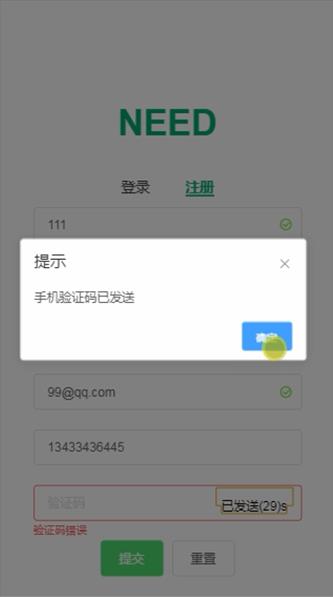 NEED
登录 注册
111
提示
手机验证码已发送
确定
99@qq.com
13433436445
验证码 已发送(29)s
验证码错误
提交 重置